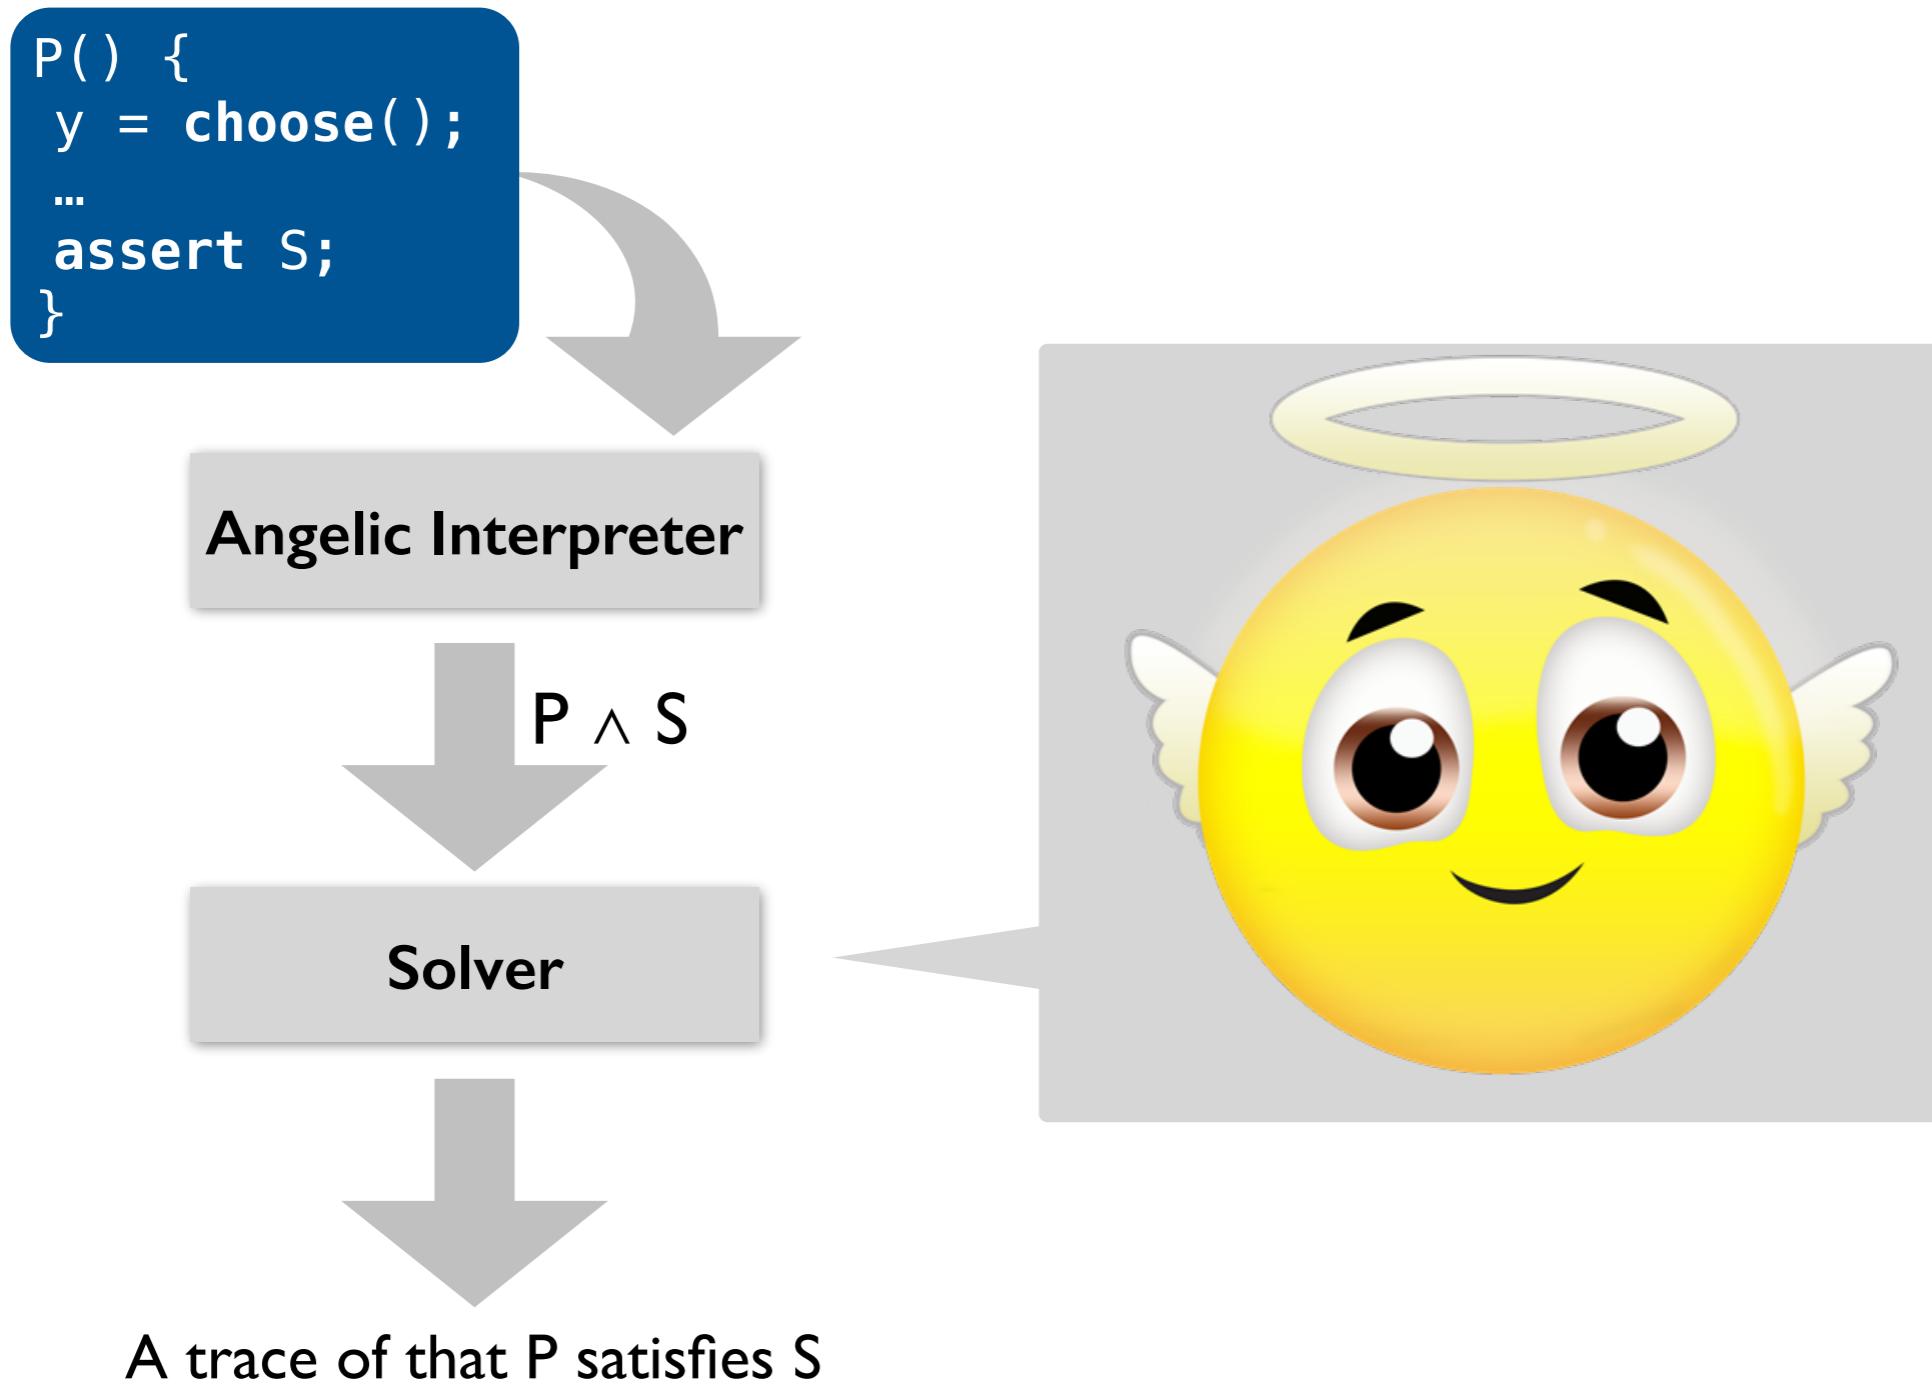 P() {
 y = choose();
 …
 assert S;
}
Angelic Interpreter
P ∧ S
Solver
A trace of that P satisfies S